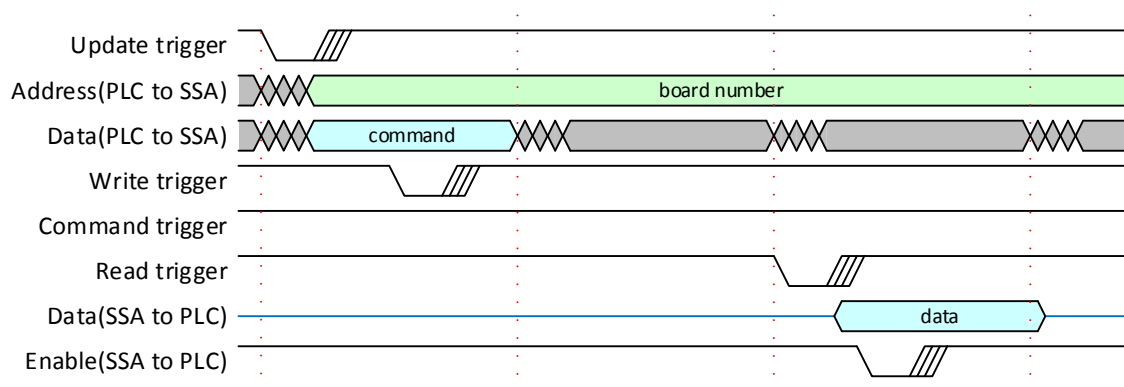 Update trigger
Address(PLC to SSA)
board number
Data(PLC to SSA)
command
Write trigger
Command trigger
Read trigger
Data(SSA to PLC)
data
Enable(SSA to PLC)